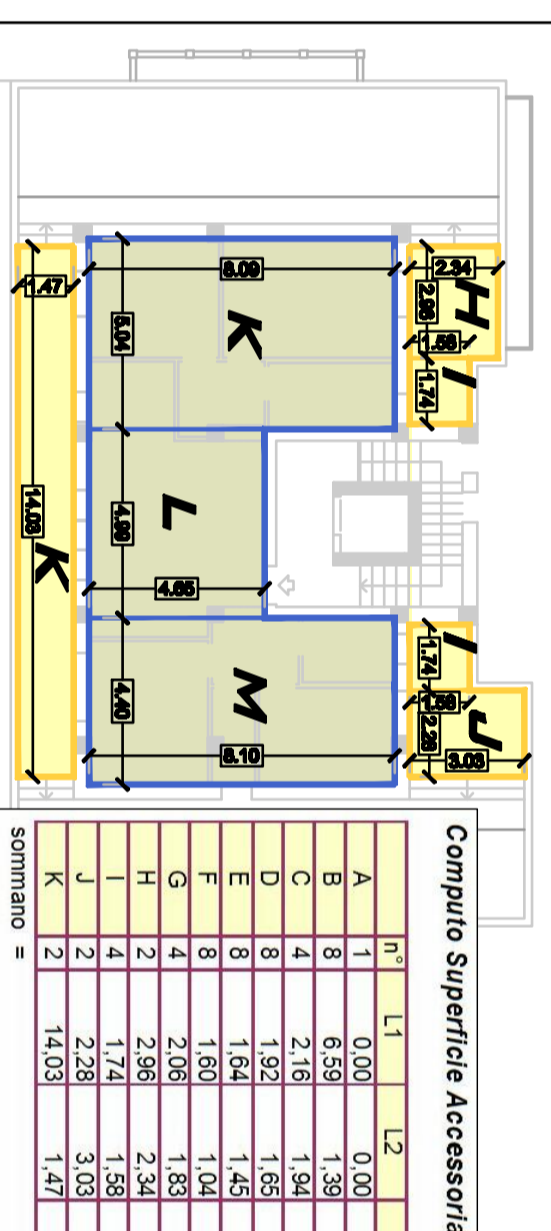 2.34
H
2.96
1.58
I
1.74
8.09
K
5.04
1.47
L
4.99
4.65
14.03
K
I
1.74
1.58
J
2.28
3.03
M
4.40
8.10
Computo Superficie Accessoria
n° L1 L2
A 1 0,00 0,00
B 8 6,59 1,39
C 4 2,16 1,94
D 8 1,92 1,65
E 8 1,64 1,45
F 8 1,60 1,04
G 4 2,06 1,83
H 2 2,96 2,34
I 4 1,74 1,58
J 2 2,28 3,03
K 2 14,03 1,47
sommano =